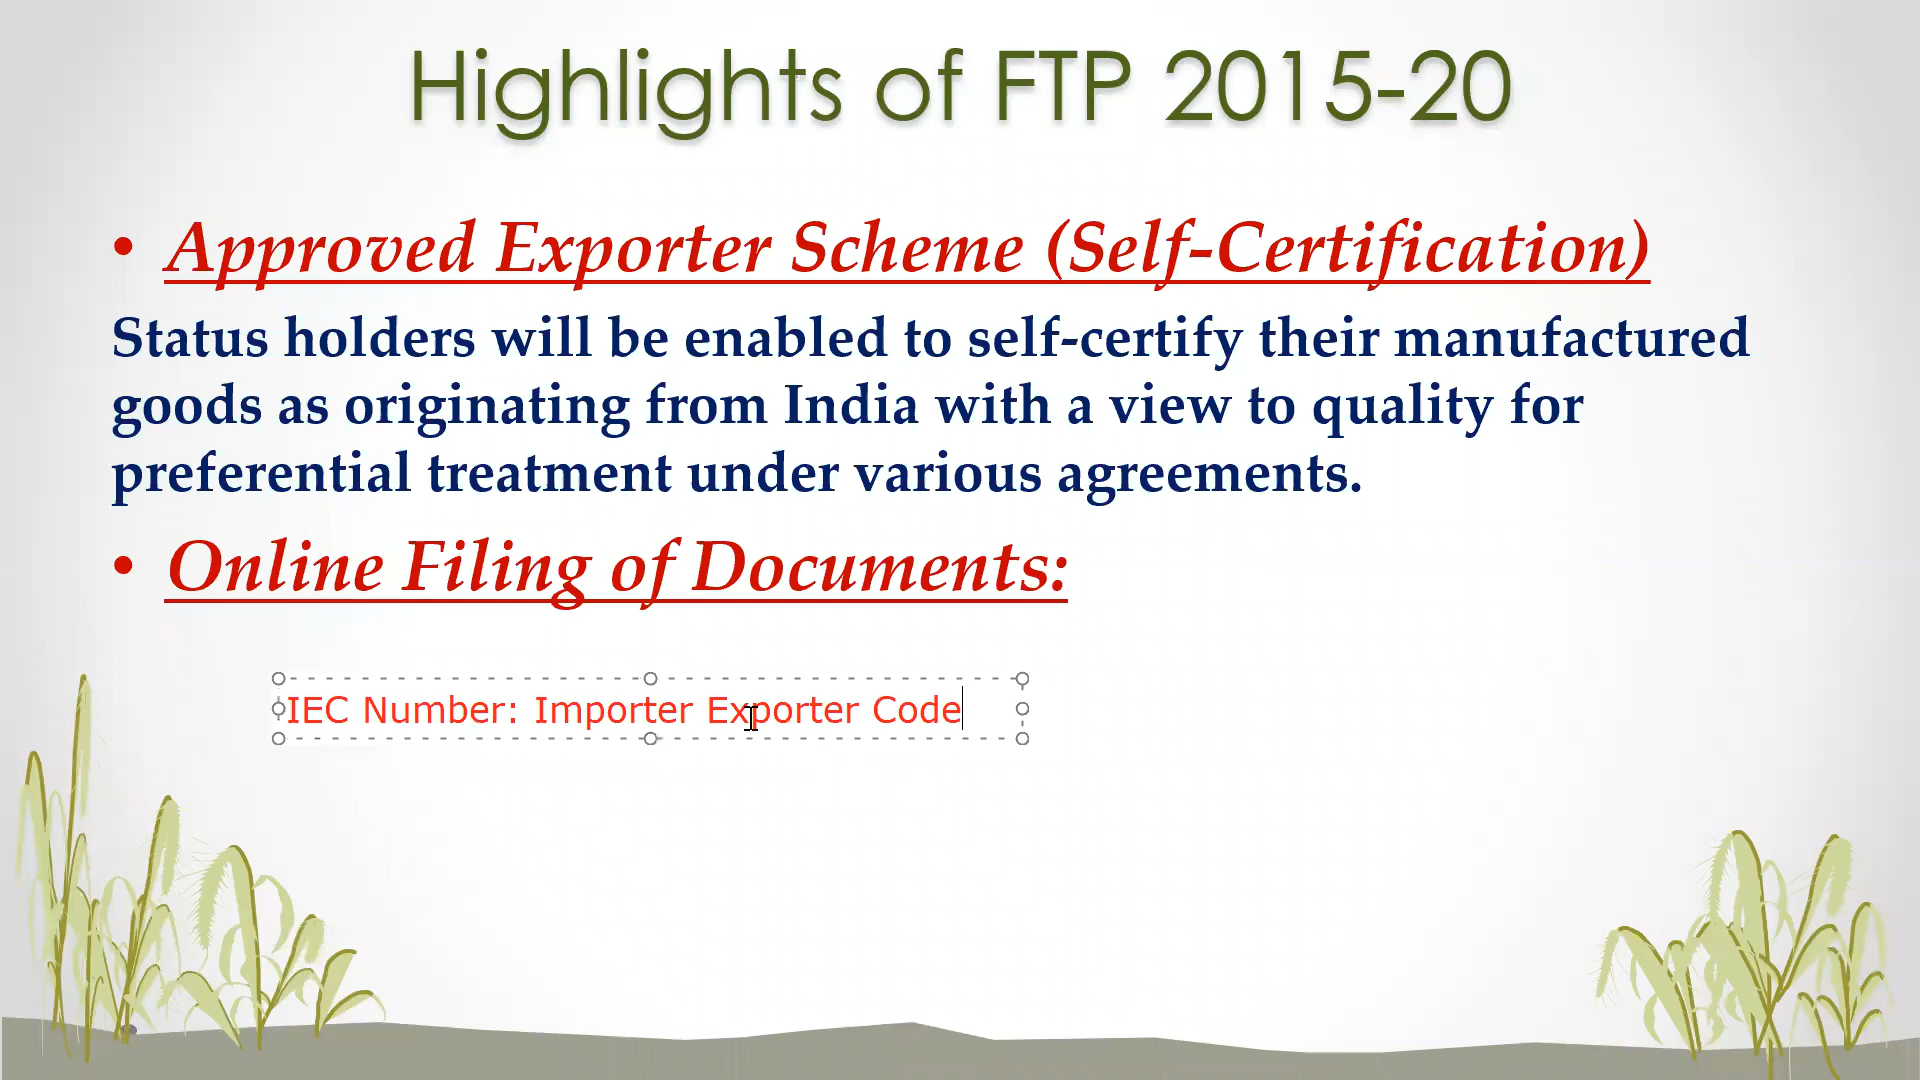 Highlights of FTP 2015-20
• Approved Exporter Scheme (Self-Certification)
Status holders will be enabled to self-certify their manufactured
goods as originating from India with a view to quality for
preferential treatment under various agreements.
• Online Filing of Documents:
IEC Number: Importer Exporter Code